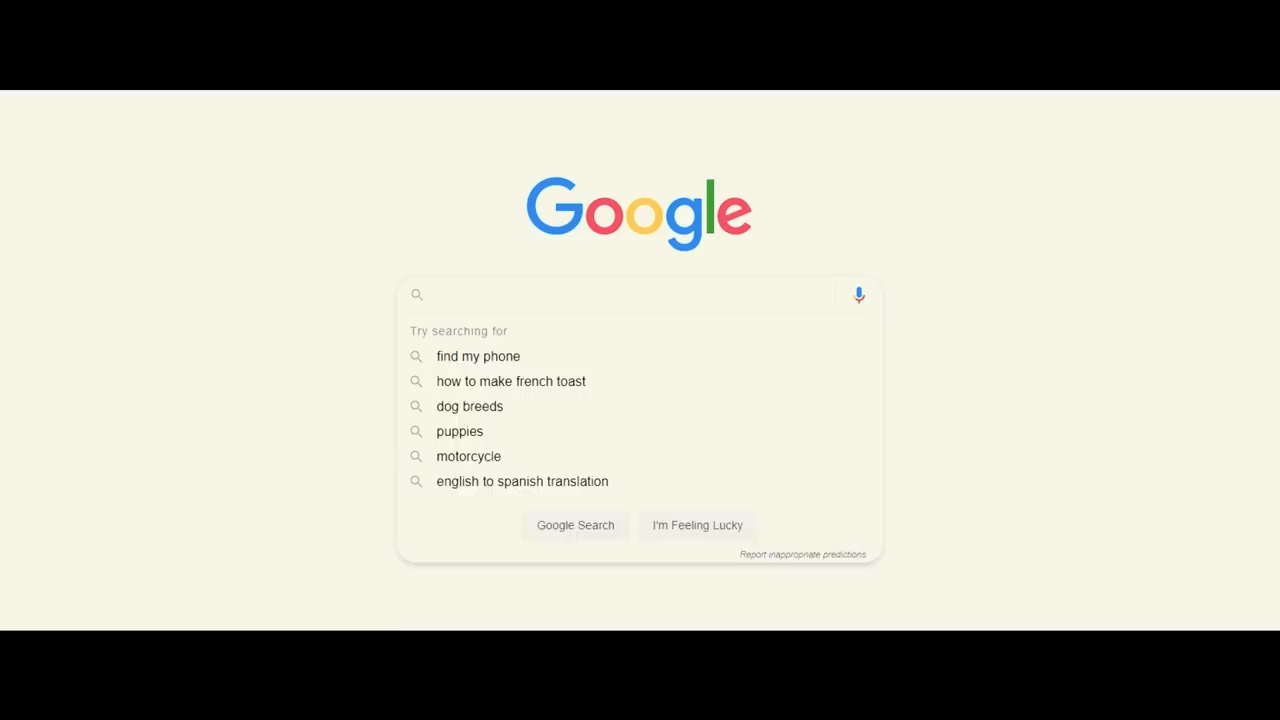 Google
Try searching for
find my phone
how to make french toast
dog breeds
puppies
motorcycle
english to spanish translation
Google Search
I'm Feeling Lucky
Report inappropriate predictions